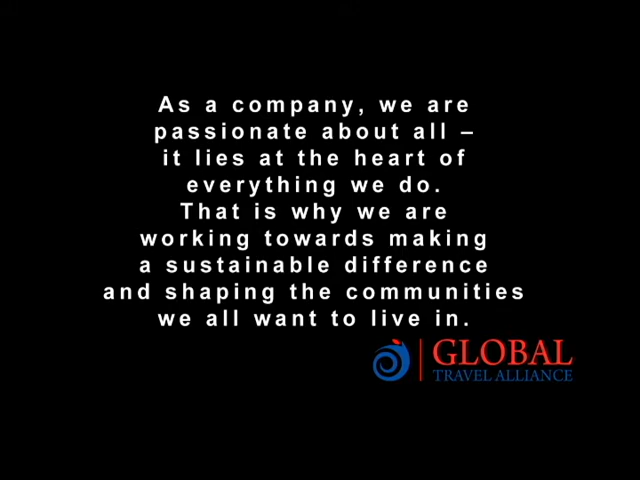 As a company, we are
passionate about all –
it lies at the heart of
everything we do.
That is why we are
working towards making
a sustainable difference
and shaping the communities
we all want to live in.
GLOBAL
TRAVEL ALLIANCE